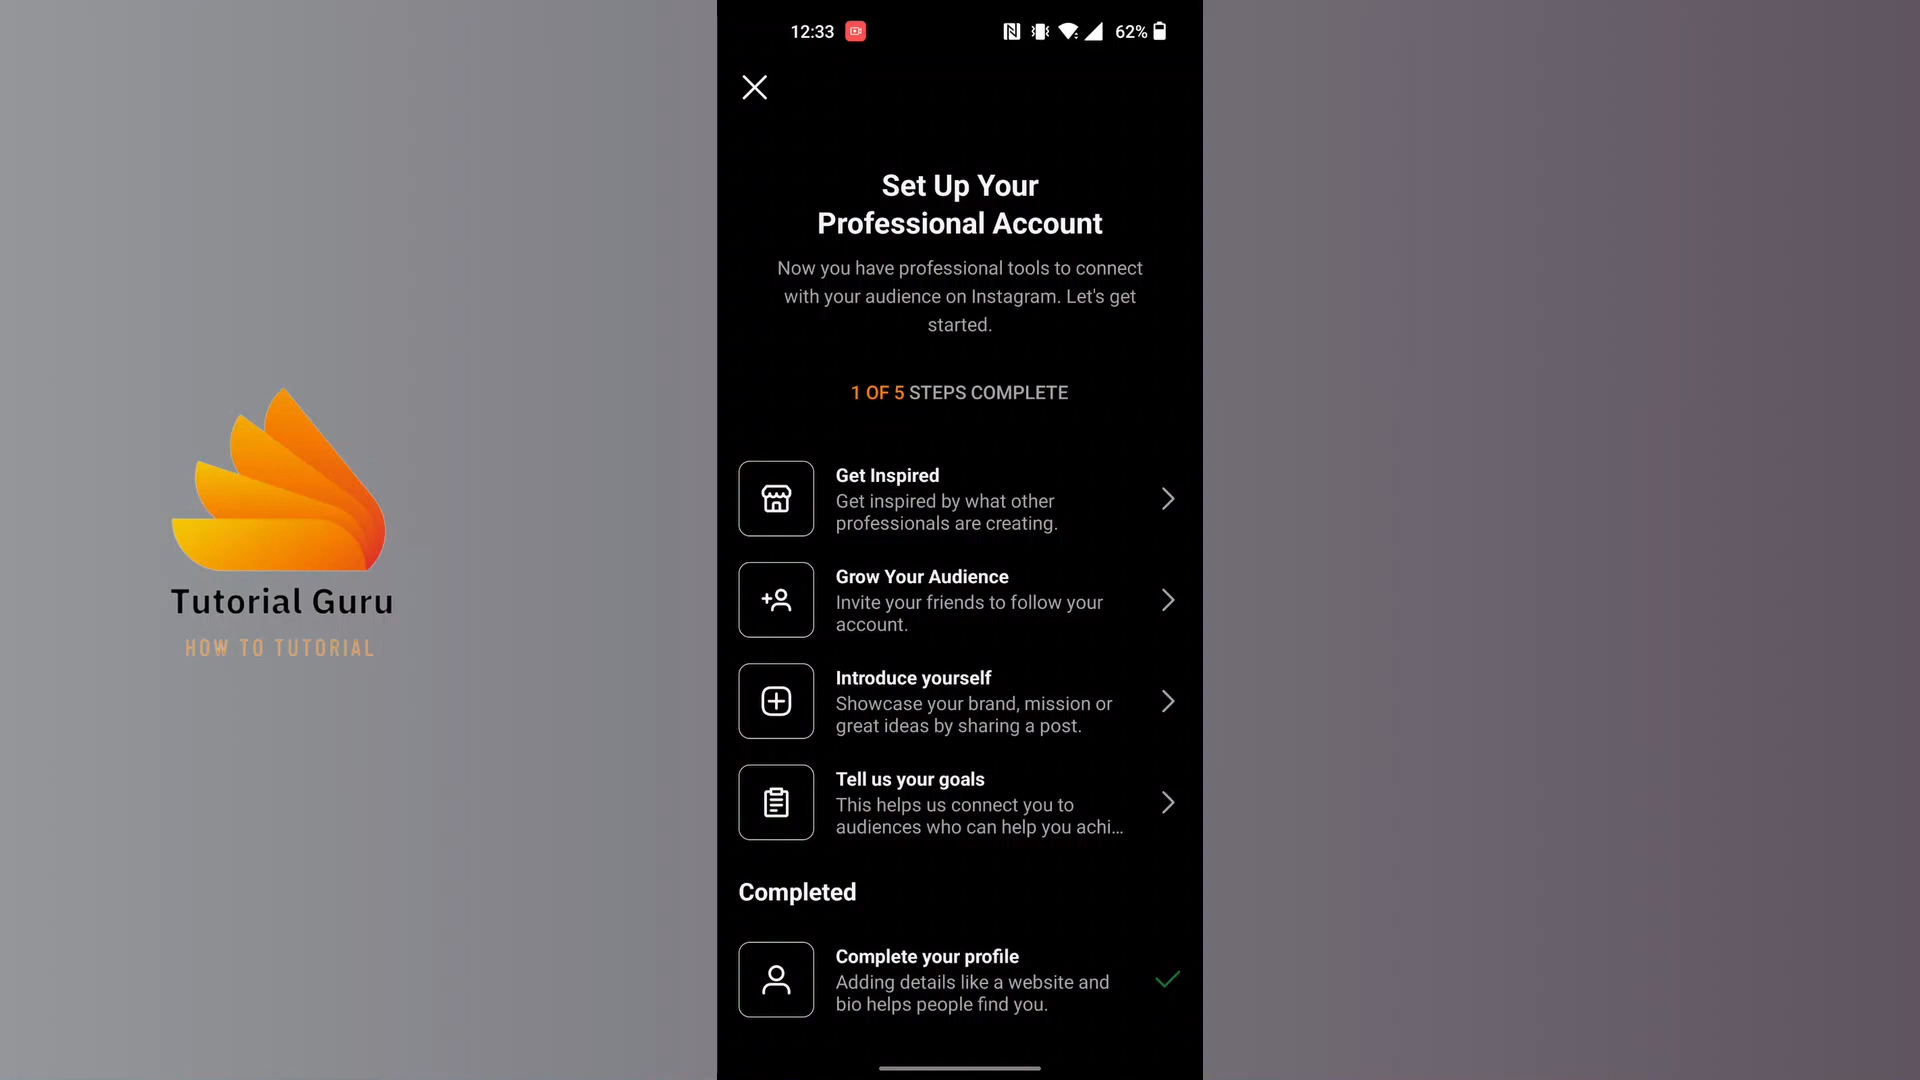 12:33
62%
Set Up Your
Professional Account
Now you have professional tools to connect
with your audience on Instagram. Let's get
started.
1 OF 5 STEPS COMPLETE
Get Inspired
Get inspired by what other
professionals are creating.
Grow Your Audience
Invite your friends to follow your
account.
Introduce yourself
Showcase your brand, mission or
great ideas by sharing a post.
Tell us your goals
This helps us connect you to
audiences who can help you achi...
Completed
Complete your profile
Adding details like a website and
bio helps people find you.
Tutorial Guru
HOW TO TUTORIAL